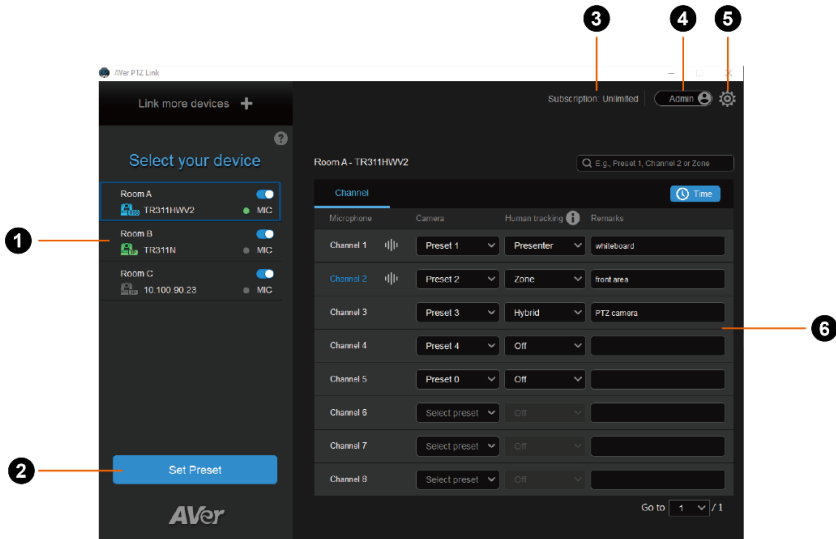 3 4 5
AVer PTZ Link
Link more devices +
Subscription: Unlimited Admin
?
Select your device
Room A - TR311HWV2
E.g., Preset 1, Channel 2 or Zone
Room A
TR311HWV2 MIC
Channel Time
Microphone Camera Human tracking i Remarks
1
Room B
TR311N MIC
Channel 1 Preset 1 Presenter whiteboard
Room C
10.100.90.23 MIC
Channel 2 Preset 2 Zone front area
Channel 3 Preset 3 Hybrid PTZ camera
6
Channel 4 Preset 4 Off
Channel 5 Preset 0 Off
Channel 6 Select preset Off
Channel 7 Select preset Off
2
Set Preset
Channel 8 Select preset Off
Go to 1 / 1
AVer